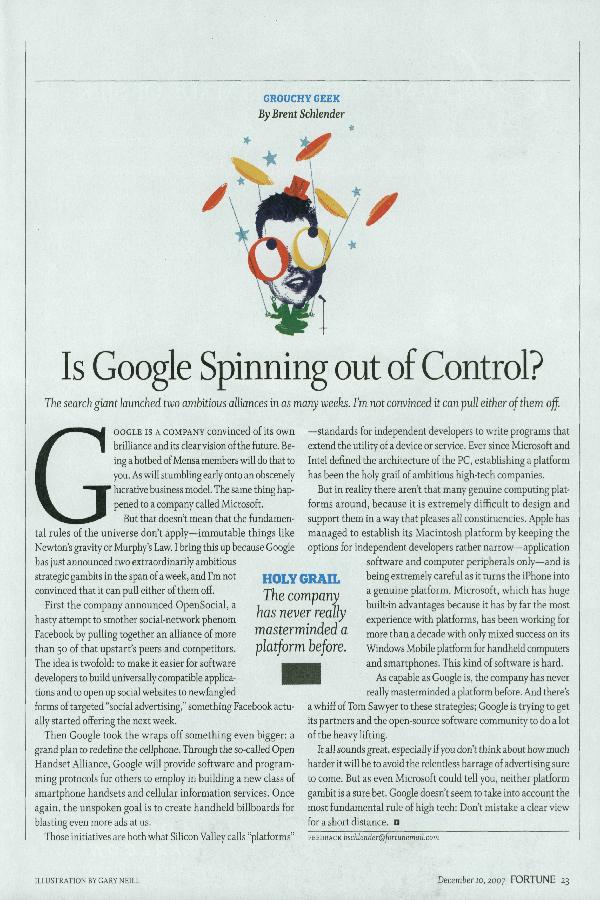 GROUCHY GEEK
By Brent Schlender
Is Google Spinning out of Control?
The search giant launched two ambitious alliances in as many weeks. I'm not convinced it can pull either of them off.
GOOGLE IS A COMPANY convinced of its own
brilliance and its clear vision of the future. Be-
ing a hotbed of Mensa members will do that to
you. As will stumbling early onto an obscenely
lucrative business model. The same thing hap-
pened to a company called Microsoft.
But that doesn't mean that the fundamen-
tal rules of the universe don't apply—immutable things like
Newton's gravity or Murphy's Law. I bring this up because Google
has just announced two extraordinarily ambitious
strategic gambits in the span of a week, and I'm not
convinced that it can pull either of them off.
First the company announced OpenSocial, a
hasty attempt to smother social-network phenom
Facebook by pulling together an alliance of more
than 50 of that upstart's peers and competitors.
The idea is twofold: to make it easier for software
developers to build universally compatible applica-
tions and to open up social websites to newfangled
forms of targeted "social advertising," something Facebook actu-
ally started offering the next week.
Then Google took the wraps off something even bigger: a
grand plan to redefine the cellphone. Through the so-called Open
Handset Alliance, Google will provide software and program-
ming protocols for others to employ in building a new class of
smartphone handsets and cellular information services. Once
again, the unspoken goal is to create handheld billboards for
blasting even more ads at us.
Those initiatives are both what Silicon Valley calls "platforms"
HOLY GRAIL
The company
has never really
masterminded a
platform before.
—standards for independent developers to write programs that
extend the utility of a device or service. Ever since Microsoft and
Intel defined the architecture of the PC, establishing a platform
has been the holy grail of ambitious high-tech companies.
But in reality there aren't that many genuine computing plat-
forms around, because it is extremely difficult to design and
support them in a way that pleases all constituencies. Apple has
managed to establish its Macintosh platform by keeping the
options for independent developers rather narrow—application
software and computer peripherals only—and is
being extremely careful as it turns the iPhone into
a genuine platform. Microsoft, which has huge
built-in advantages because it has by far the most
experience with platforms, has been working for
more than a decade with only mixed success on its
Windows Mobile platform for handheld computers
and smartphones. This kind of software is hard.
As capable as Google is, the company has never
really masterminded a platform before. And there's
a whiff of Tom Sawyer to these strategies; Google is trying to get
its partners and the open-source software community to do a lot
of the heavy lifting.
It all sounds great, especially if you don't think about how much
harder it will be to avoid the relentless barrage of advertising sure
to come. But as even Microsoft could tell you, neither platform
gambit is a sure bet. Google doesn't seem to take into account the
most fundamental rule of high tech: Don't mistake a clear view
for a short distance.
FEEDBACK bschlender@fortunemail.com
ILLUSTRATION BY GARY NEILL
December 10, 2007 FORTUNE 23